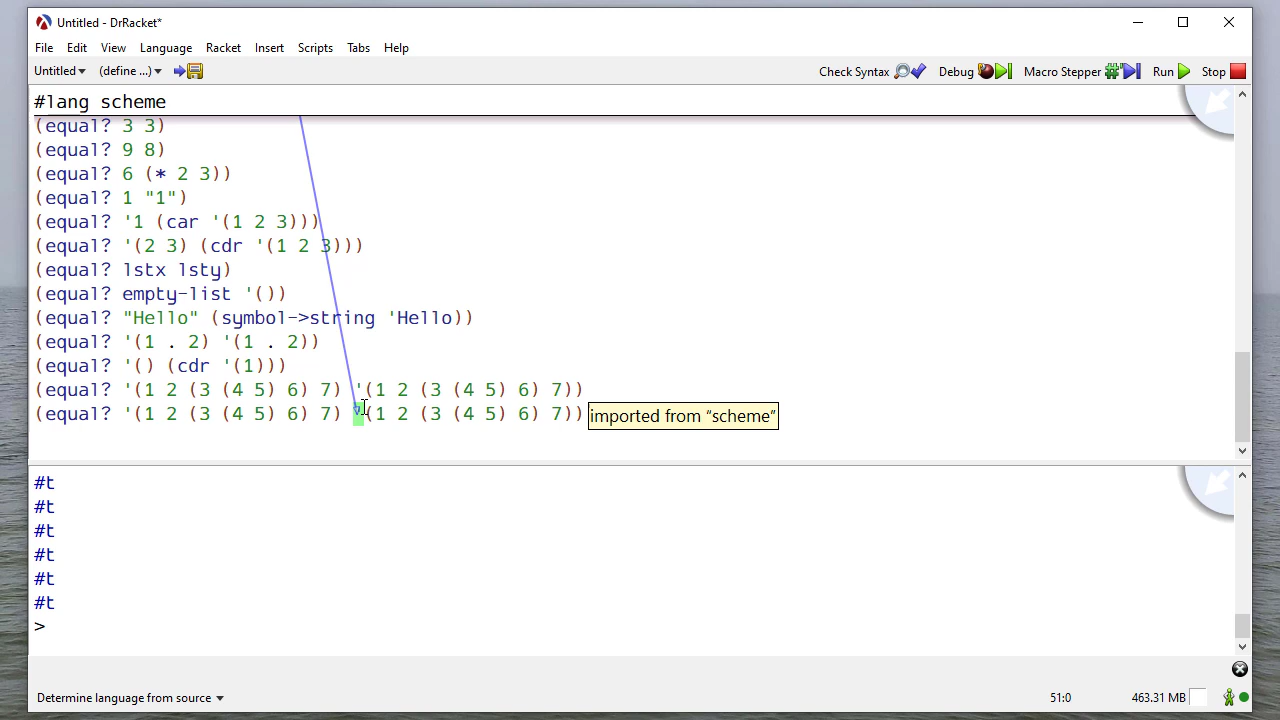 Untitled - DrRacket*
File Edit View Language Racket Insert Scripts Tabs Help
Untitled (define ...) Check Syntax Debug Macro Stepper Run Stop
#lang scheme
(equal? 3 3)
(equal? 9 8)
(equal? 6 (* 2 3))
(equal? 1 "1")
(equal? '1 (car '(1 2 3)))
(equal? '(2 3) (cdr '(1 2 3)))
(equal? lstx lsty)
(equal? empty-list '())
(equal? "Hello" (symbol->string 'Hello))
(equal? '(1 . 2) '(1 . 2))
(equal? '() (cdr '(1)))
(equal? '(1 2 (3 (4 5) 6) 7) '(1 2 (3 (4 5) 6) 7))
(equal? '(1 2 (3 (4 5) 6) 7) '(1 2 (3 (4 5) 6) 7))
imported from “scheme”
#t
#t
#t
#t
#t
#t
>
Determine language from source 51:0 463.31 MB